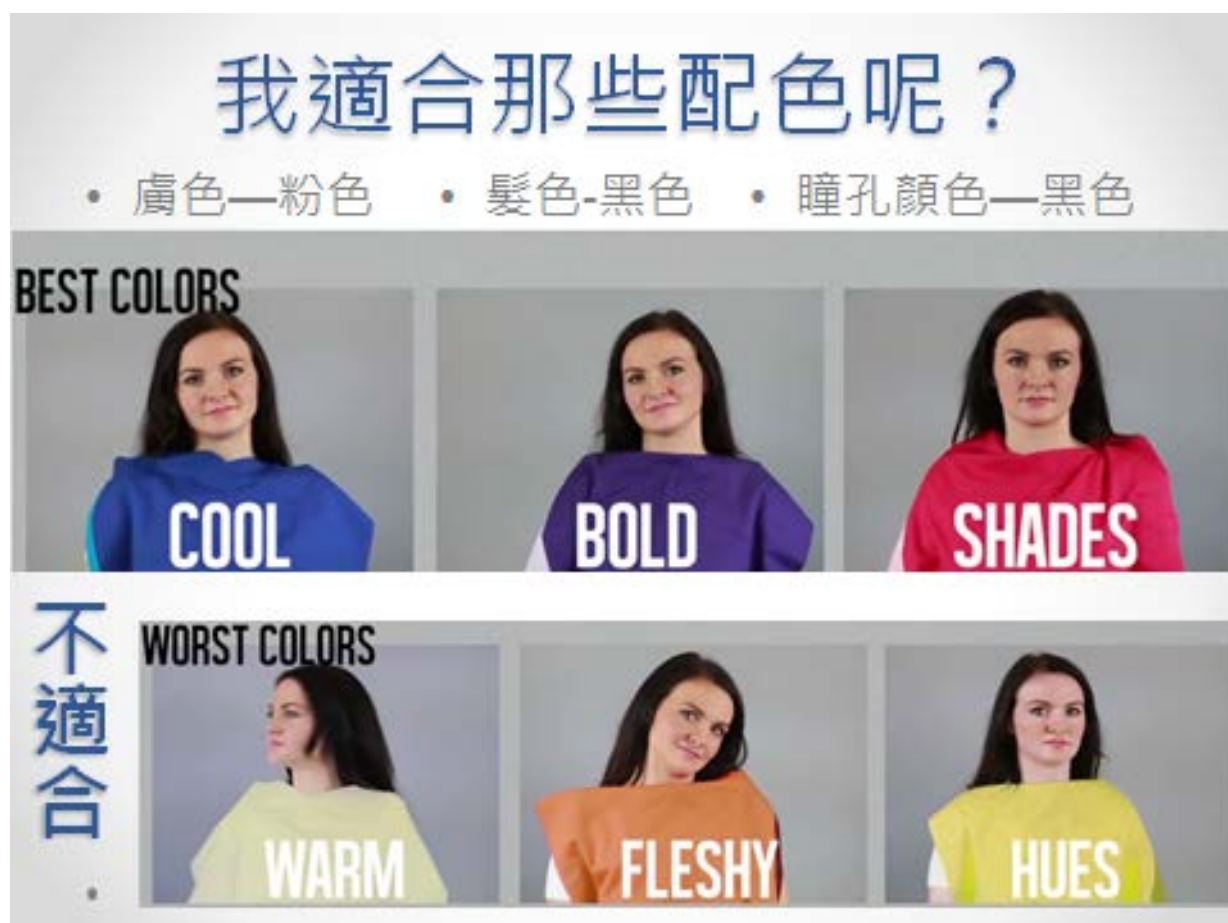 我適合那些配色呢？
• 膚色—粉色 • 髮色-黑色 • 瞳孔顏色—黑色
BEST COLORS
COOL BOLD SHADES
不適合
WORST COLORS
WARM FLESHY HUES